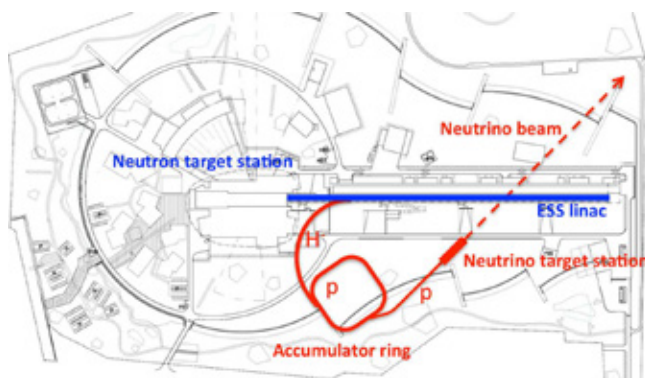 Neutrino beam
Neutron target station
ESS linac
H
Neutrino target station
p
p
Accumulator ring